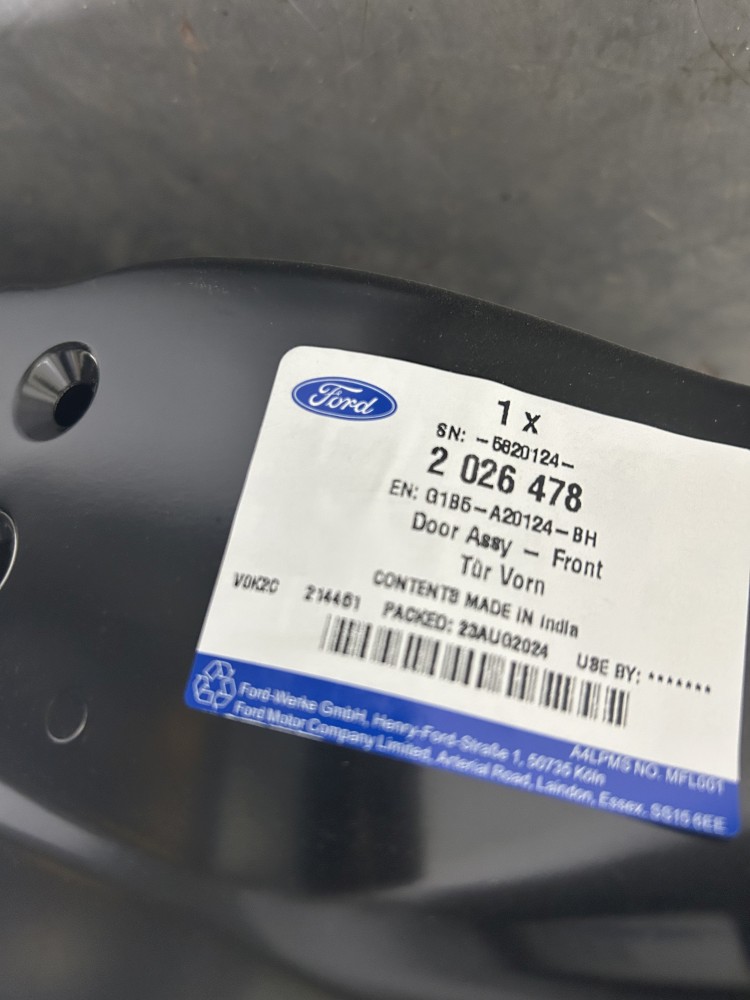 Ford
1 x
SN: -5820124-
2 026 478
EN: G1B5-A20124-BH
Door Assy - Front
Tür Vorn
CONTENTS MADE IN India
V0K2C 214461 PACKED: 23AUG2024 USE BY: *******
A4LPMS NO. MFL001
Ford-Werke GmbH, Henry-Ford-Straße 1, 50735 Köln
Ford Motor Company Limited, Arterial Road, Laindon, Essex, SS15 6EE